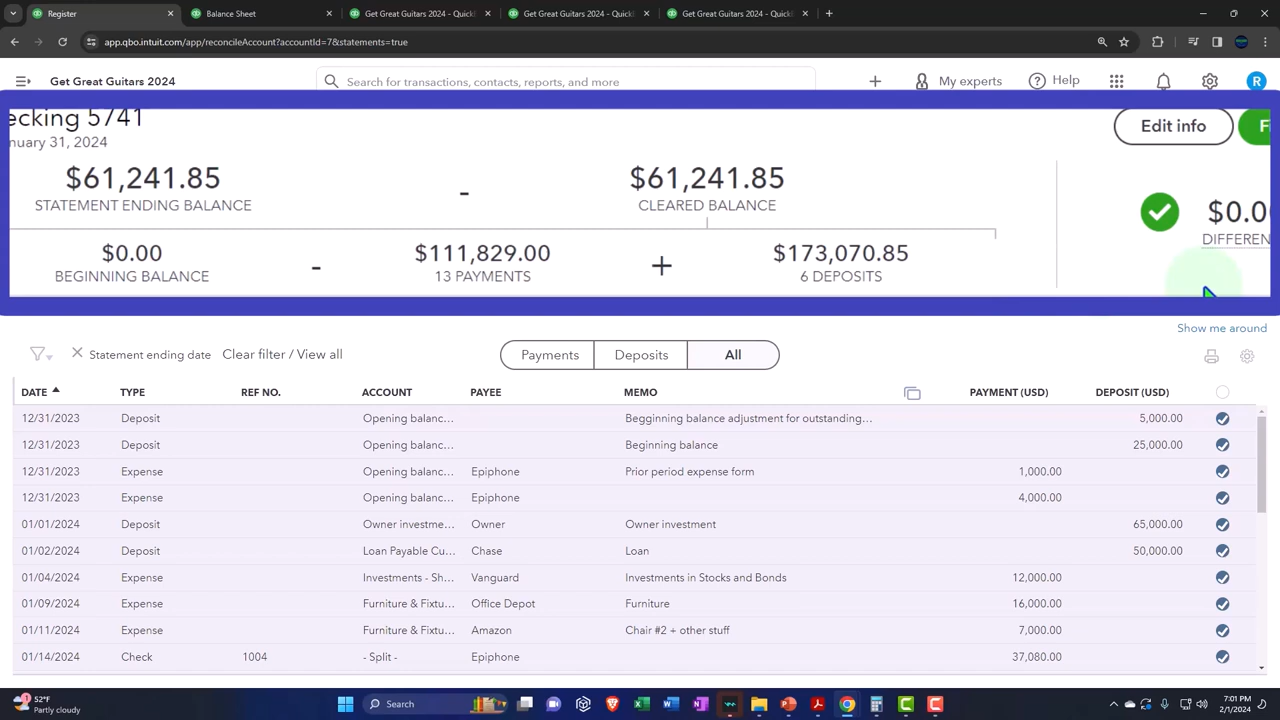 Register
Balance Sheet
Get Great Guitars 2024 - Quick
Get Great Guitars 2024 - Quick
Get Great Guitars 2024 - Quick
app.qbo.intuit.com/app/reconcileAccount?accountId=7&statements=true
Get Great Guitars 2024
Search for transactions, contacts, reports, and more
My experts
Help
R
ecking 5741
nuary 31, 2024
Edit info
F
$61,241.85 - $61,241.85
STATEMENT ENDING BALANCE CLEARED BALANCE
$0.0
DIFFEREN
$0.00 - $111,829.00 + $173,070.85
BEGINNING BALANCE 13 PAYMENTS 6 DEPOSITS
Show me around
Statement ending date Clear filter / View all Payments Deposits All
DATE TYPE REF NO. ACCOUNT PAYEE MEMO PAYMENT (USD) DEPOSIT (USD)
12/31/2023 Deposit Opening balanc... Begginning balance adjustment for outstanding... 5,000.00
12/31/2023 Deposit Opening balanc... Beginning balance 25,000.00
12/31/2023 Expense Opening balanc... Epiphone Prior period expense form 1,000.00
12/31/2023 Expense Opening balanc... Epiphone 4,000.00
01/01/2024 Deposit Owner investme... Owner Owner investment 65,000.00
01/02/2024 Deposit Loan Payable Cu... Chase Loan 50,000.00
01/04/2024 Expense Investments - Sh... Vanguard Investments in Stocks and Bonds 12,000.00
01/09/2024 Expense Furniture & Fixtu... Office Depot Furniture 16,000.00
01/11/2024 Expense Furniture & Fixtu... Amazon Chair #2 + other stuff 7,000.00
01/14/2024 Check 1004 - Split - Epiphone 37,080.00
52°F
Partly cloudy
Search
7:01 PM
2/1/2024